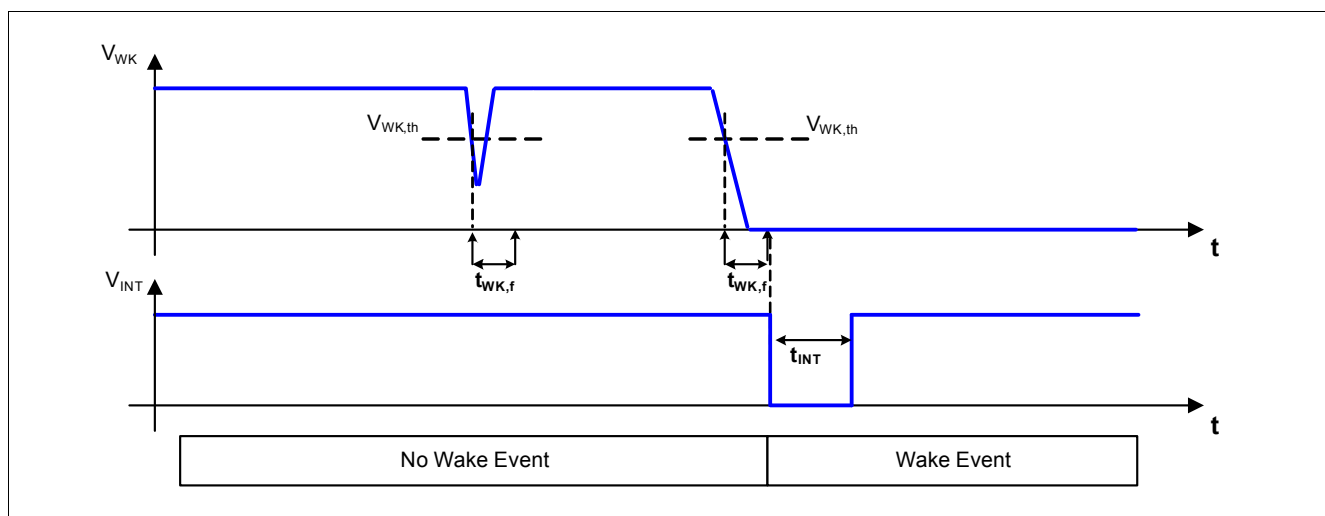 V_WK
V_WK,th
V_WK,th
t
t_WK,f
t_WK,f
V_INT
t_INT
t
No Wake Event
Wake Event